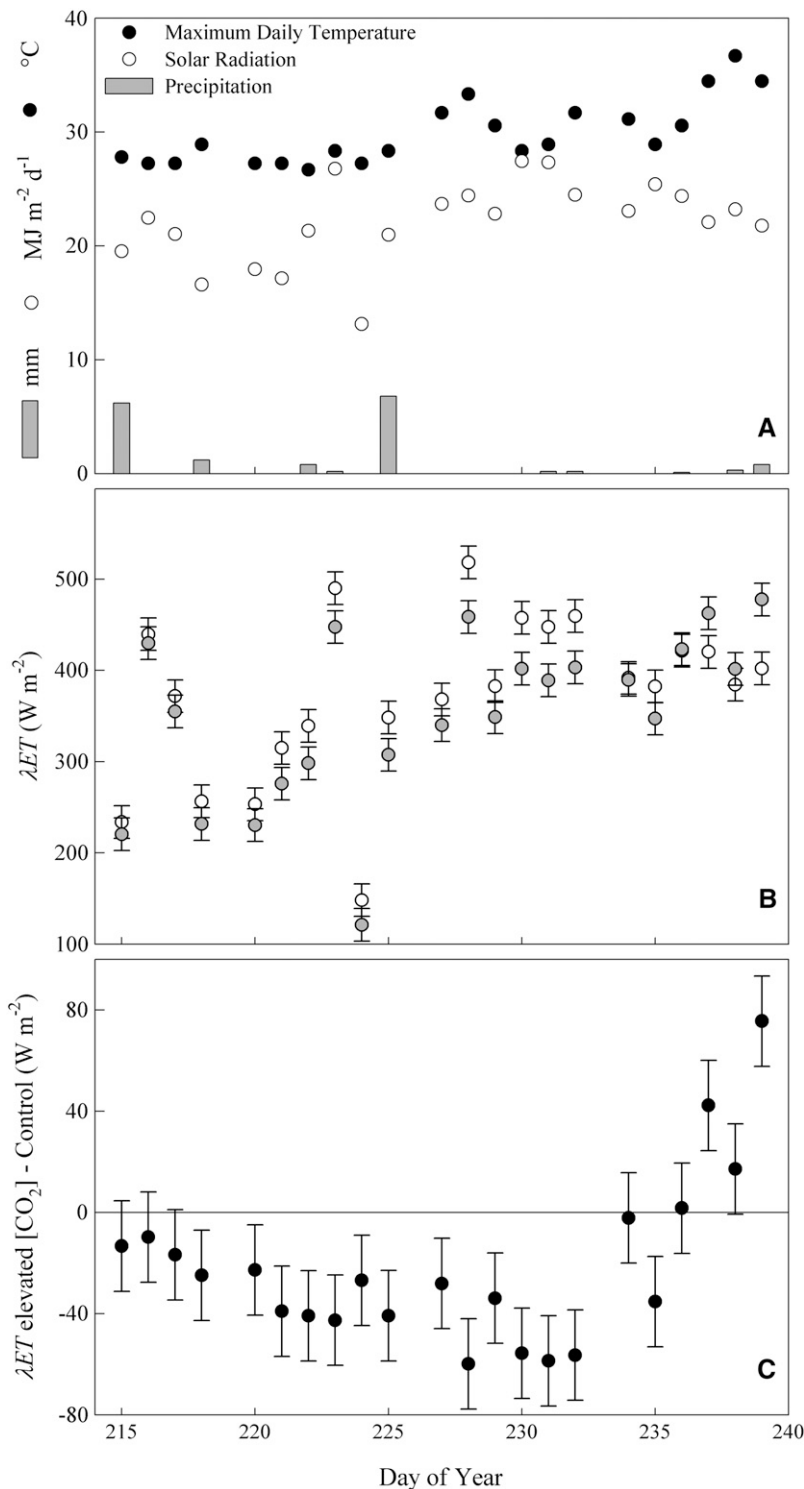 40
30
20
10
0
mm MJ m⁻² d⁻¹ °C
Maximum Daily Temperature
Solar Radiation
Precipitation
A
500
400
300
200
100
λET (W m⁻²)
B
80
40
0
-40
-80
λET elevated [CO₂] - Control (W m⁻²)
C
215 220 225 230 235 240
Day of Year